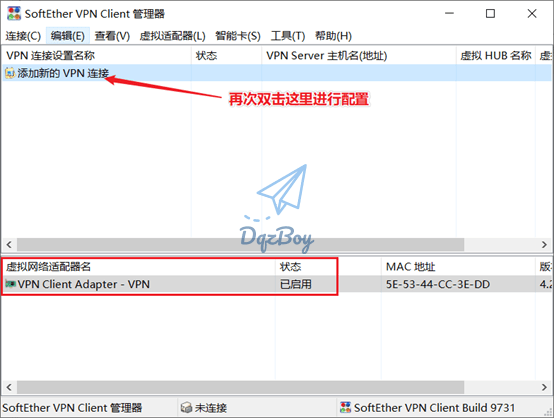 SoftEther VPN Client 管理器
连接(C) 编辑(E) 查看(V) 虚拟适配器(L) 智能卡(S) 工具(T) 帮助(H)
VPN 连接设置名称 状态 VPN Server 主机名(地址) 虚拟 HUB 名称
添加新的 VPN 连接
再次双击这里进行配置
DqzBoy
虚拟网络适配器名 状态 MAC 地址
VPN Client Adapter - VPN 已启用 5E-53-44-CC-3E-DD 4.2
SoftEther VPN Client 管理器 未连接 SoftEther VPN Client Build 9731